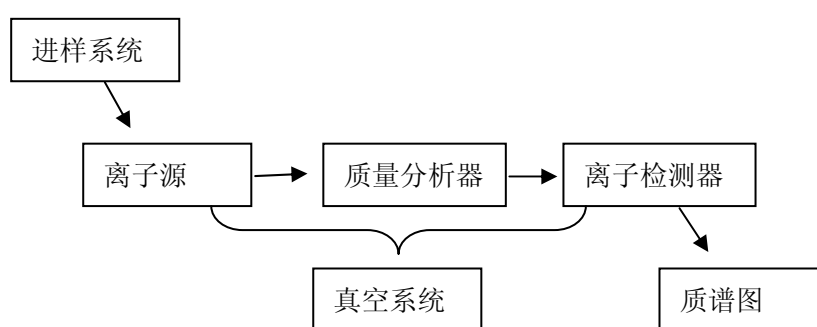 进样系统
离子源
质量分析器
离子检测器
真空系统
质谱图